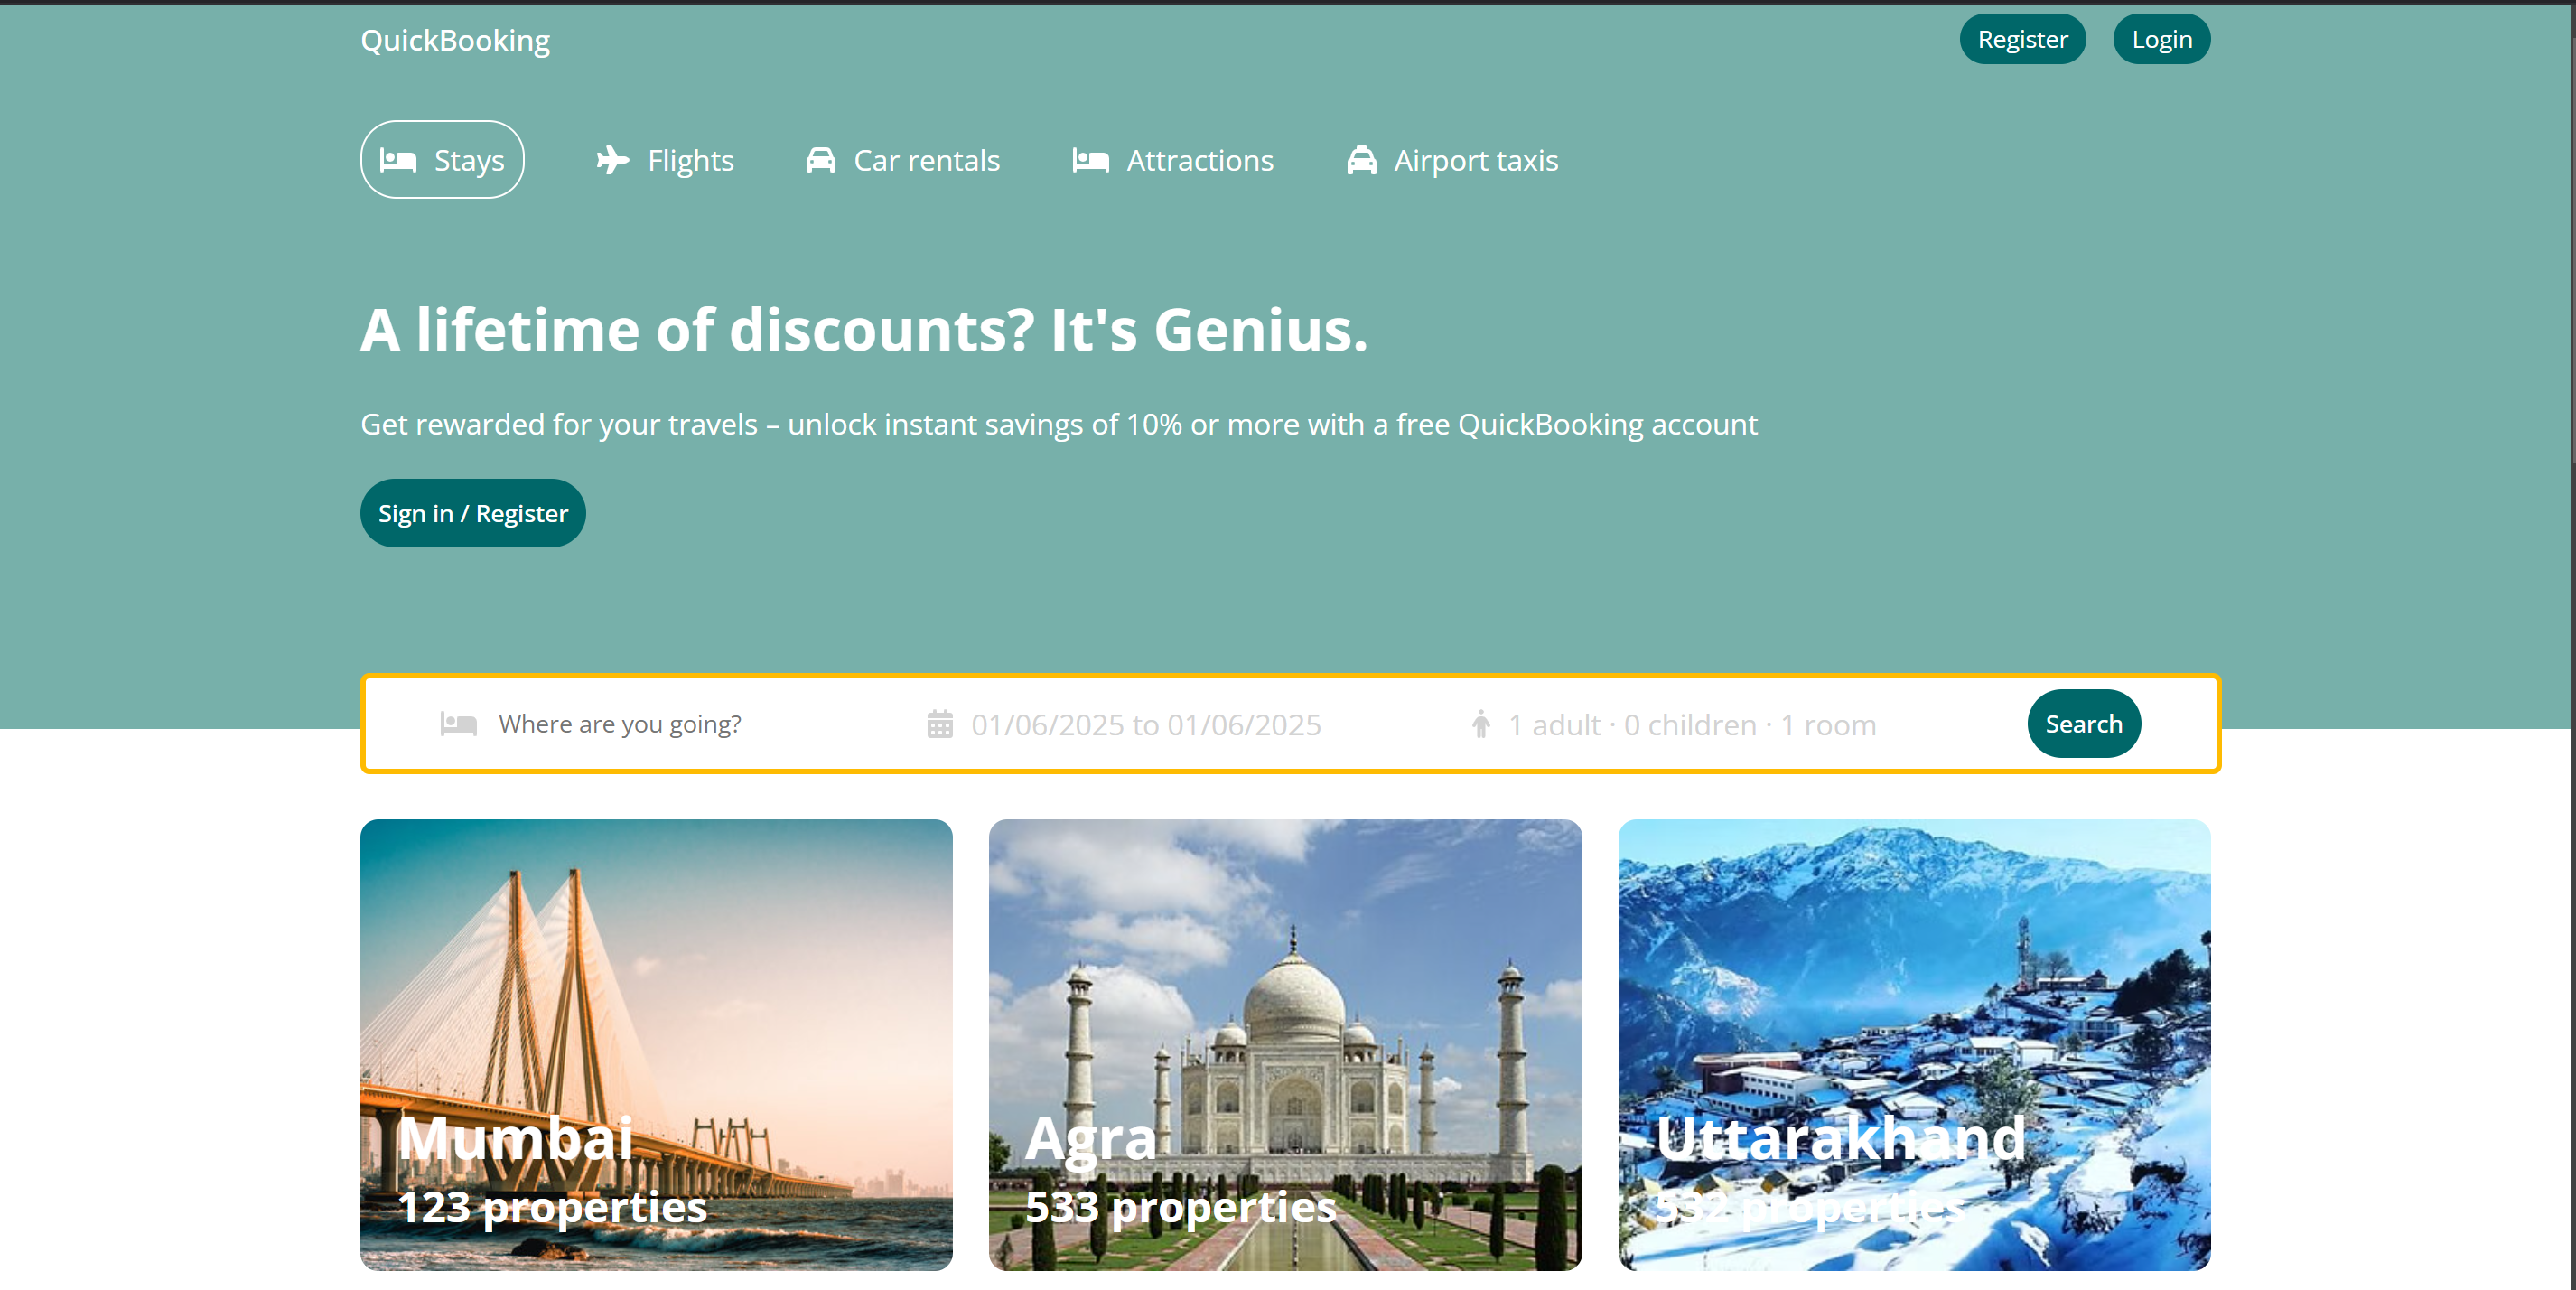 QuickBooking
Register
Login
Stays
Flights
Car rentals
Attractions
Airport taxis
A lifetime of discounts? It's Genius.
Get rewarded for your travels – unlock instant savings of 10% or more with a free QuickBooking account
Sign in / Register
Where are you going?
01/06/2025 to 01/06/2025
1 adult · 0 children · 1 room
Search
Mumbai
123 properties
Agra
533 properties
Uttarakhand
532 properties